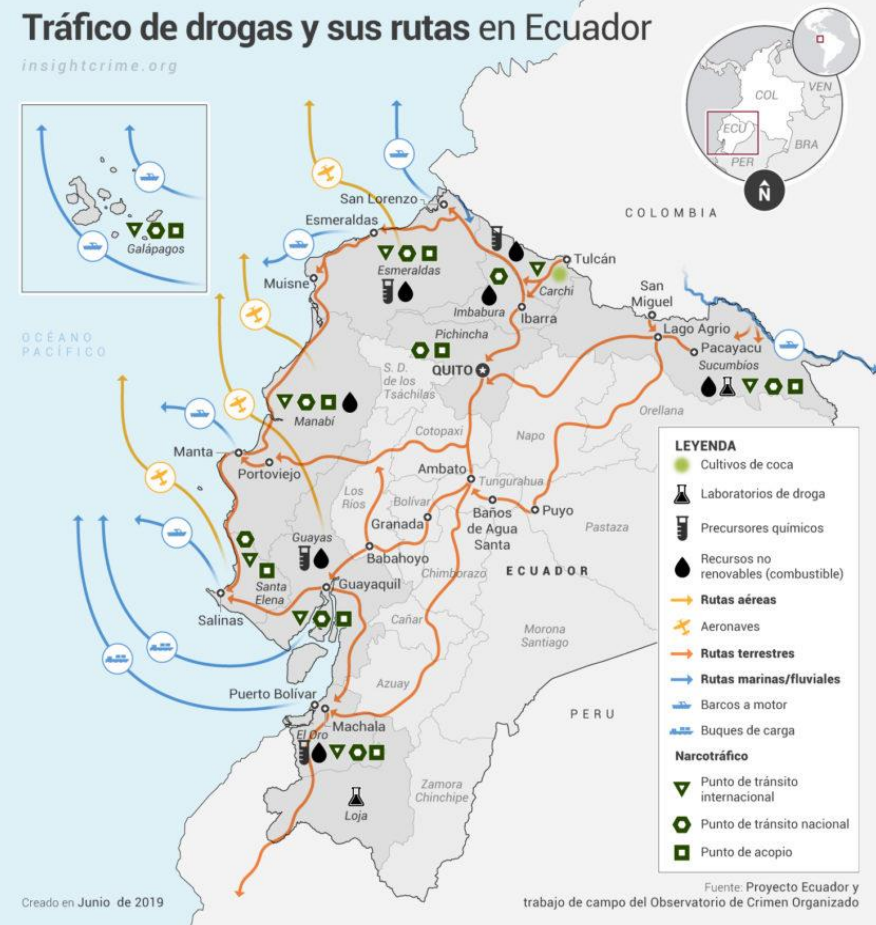 Tráfico de drogas y sus rutas en Ecuador
insightcrime.org
COL
VEN
ECU
PER
BRA
N
COLOMBIA
Galápagos
San Lorenzo
Esmeraldas
Muisne
Esmeraldas
Tulcán
Carchi
Imbabura
Ibarra
San
Miguel
Lago Agrio
Pacayacu
Sucumbíos
OCÉANO
PACÍFICO
Pichincha
QUITO
S. D.
de los
Tsáchilas
Orellana
Manabí
Cotopaxi
Napo
Manta
Portoviejo
Ambato
Tungurahua
Los
Ríos
Bolívar
Granada
Baños
de Agua
Santa
Puyo
Pastaza
Guayas
Babahoyo
Chimborazo
ECUADOR
Santa
Elena
Guayaquil
Salinas
Cañar
Morona
Santiago
Azuay
Puerto Bolívar
Machala
El Oro
PERU
Zamora
Chinchipe
Loja
LEYENDA
Cultivos de coca
Laboratorios de droga
Precursores químicos
Recursos no
renovables (combustible)
Rutas aéreas
Aeronaves
Rutas terrestres
Rutas marinas/fluviales
Barcos a motor
Buques de carga
Narcotráfico
Punto de tránsito
internacional
Punto de tránsito nacional
Punto de acopio
Creado en Junio de 2019
Fuente: Proyecto Ecuador y
trabajo de campo del Observatorio de Crimen Organizado